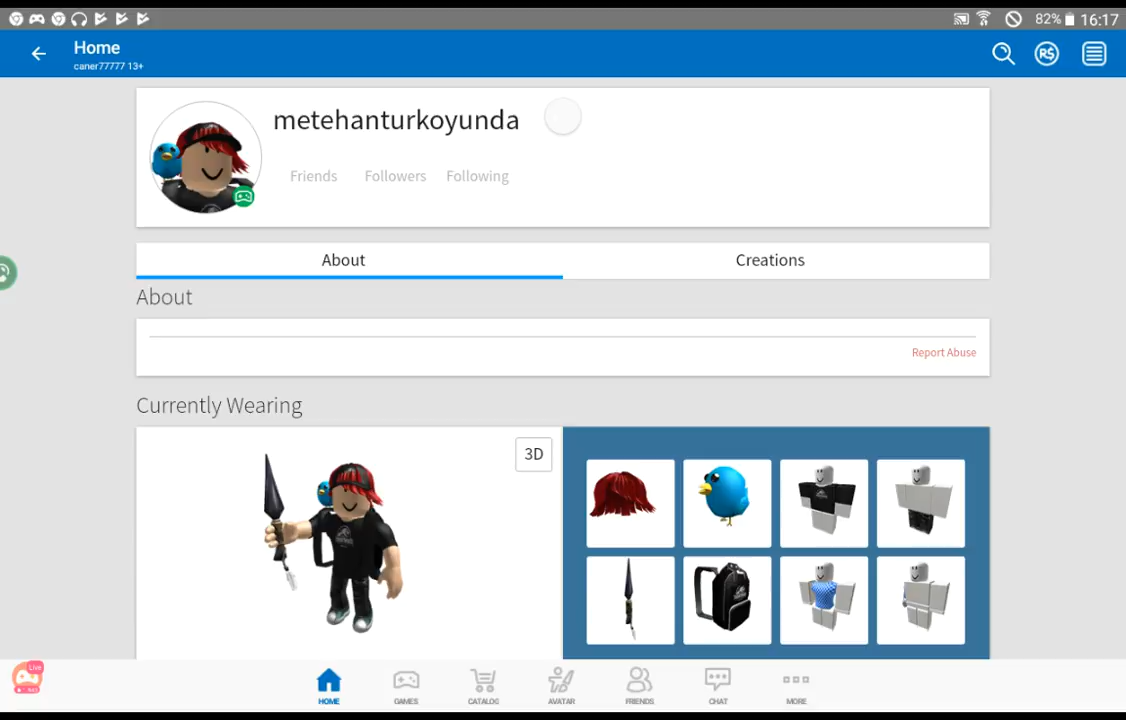 82% 16:17
Home
caner77777 13+
R$
metehanturkoyunda
Friends Followers Following
About Creations
About
Report Abuse
Currently Wearing
3D
Live
HOME GAMES CATALOG AVATAR FRIENDS CHAT MORE